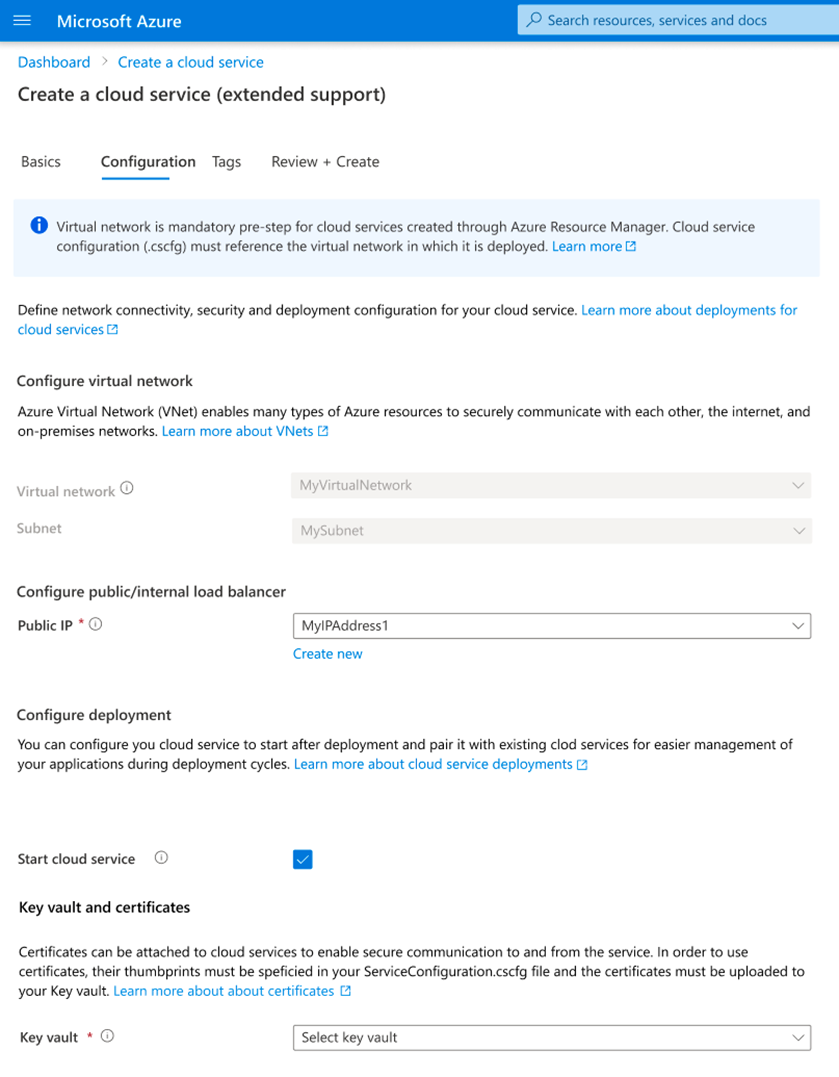 Microsoft Azure
Search resources, services and docs
Dashboard > Create a cloud service
Create a cloud service (extended support)
Basics Configuration Tags Review + Create
Virtual network is mandatory pre-step for cloud services created through Azure Resource Manager. Cloud service
configuration (.cscfg) must reference the virtual network in which it is deployed. Learn more
Define network connectivity, security and deployment configuration for your cloud service. Learn more about deployments for
cloud services
Configure virtual network
Azure Virtual Network (VNet) enables many types of Azure resources to securely communicate with each other, the internet, and
on-premises networks. Learn more about VNets
Virtual network MyVirtualNetwork
Subnet MySubnet
Configure public/internal load balancer
Public IP * MyIPAddress1
Create new
Configure deployment
You can configure you cloud service to start after deployment and pair it with existing clod services for easier management of
your applications during deployment cycles. Learn more about cloud service deployments
Start cloud service
Key vault and certificates
Certificates can be attached to cloud services to enable secure communication to and from the service. In order to use
certificates, their thumbprints must be speficied in your ServiceConfiguration.cscfg file and the certificates must be uploaded to
your Key vault. Learn more about about certificates
Key vault * Select key vault